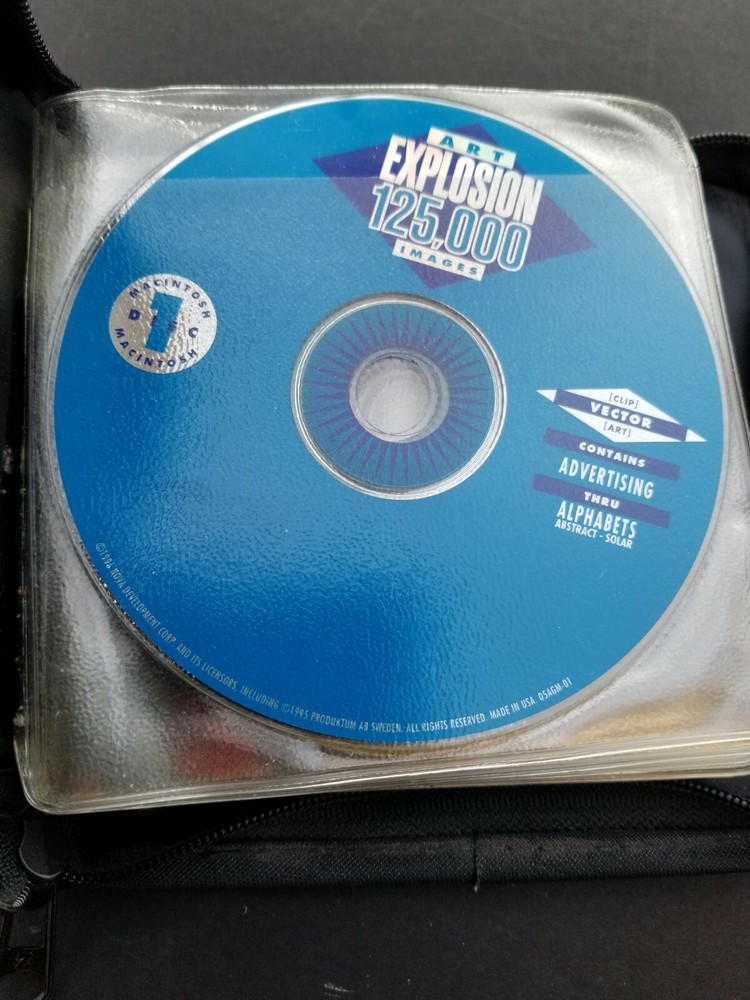 ART
EXPLOSION
125,000
IMAGES
MACINTOSH
DISC
1
MACINTOSH
[CLIP]
VECTOR
[ART]
CONTAINS
ADVERTISING
THRU
ALPHABETS
ABSTRACT - SOLAR
©1996 NOVA DEVELOPMENT CORP. AND ITS LICENSORS, INCLUDING ©1995 PRODUKTUM AB SWEDEN. ALL RIGHTS RESERVED. MADE IN USA. 05AGM-01